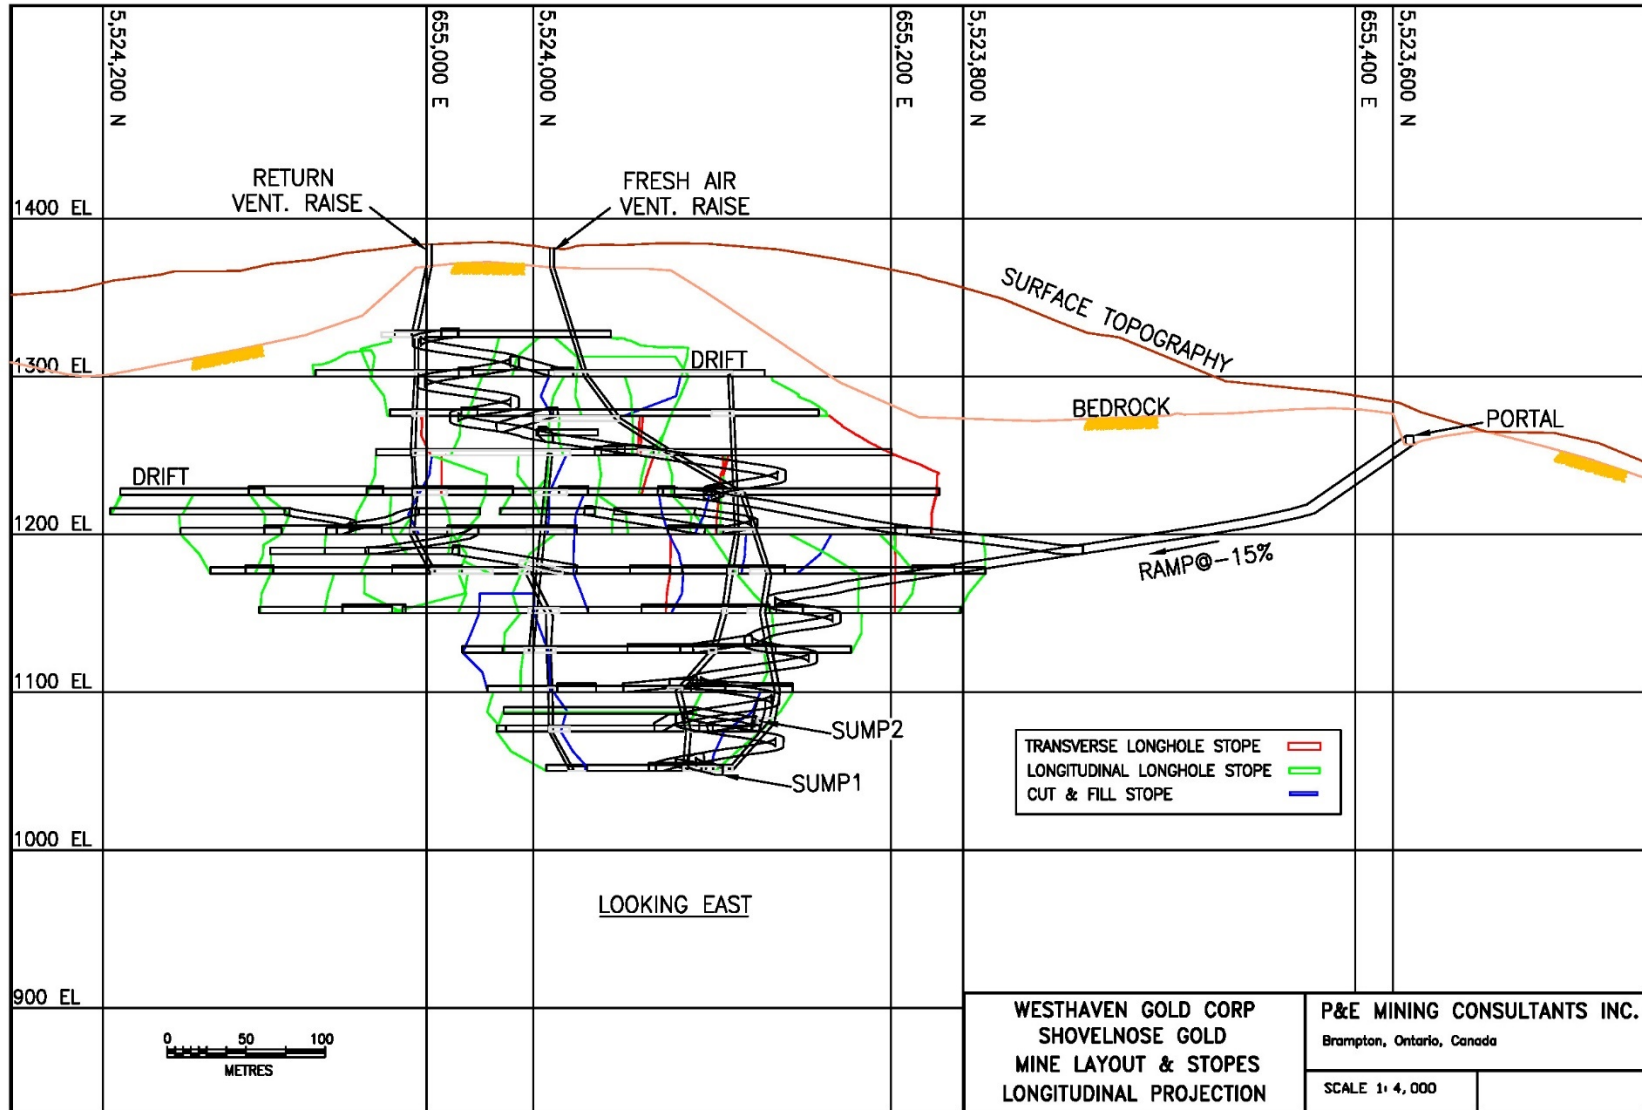 5,524,200 N
655,000 E
5,524,000 N
655,200 E
5,523,800 N
655,400 E
5,523,600 N
RETURN
VENT. RAISE
FRESH AIR
VENT. RAISE
1400 EL
SURFACE TOPOGRAPHY
1300 EL
DRIFT
BEDROCK
PORTAL
DRIFT
1200 EL
RAMP@-15%
1100 EL
SUMP2
SUMP1
TRANSVERSE LONGHOLE STOPE
LONGITUDINAL LONGHOLE STOPE
CUT & FILL STOPE
1000 EL
LOOKING EAST
900 EL
0 50 100
METRES
WESTHAVEN GOLD CORP
SHOVELNOSE GOLD
MINE LAYOUT & STOPES
LONGITUDINAL PROJECTION
P&E MINING CONSULTANTS INC.
Brampton, Ontario, Canada
SCALE 1: 4,000